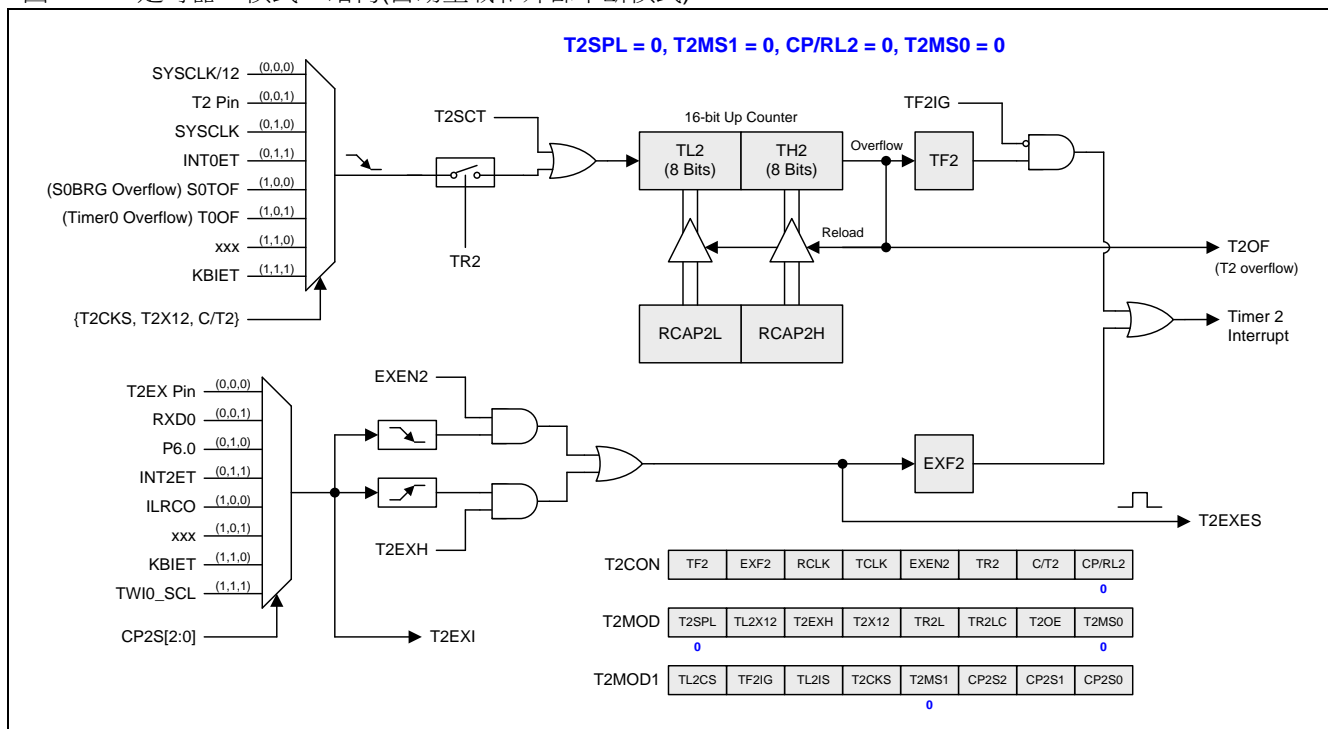 T2SPL = 0, T2MS1 = 0, CP/RL2 = 0, T2MS0 = 0
SYSCLK/12 (0,0,0)
T2 Pin (0,0,1)
SYSCLK (0,1,0)
INT0ET (0,1,1)
(S0BRG Overflow) S0TOF (1,0,0)
(Timer0 Overflow) T0OF (1,0,1)
xxx (1,1,0)
KBIET (1,1,1)
{T2CKS, T2X12, C/T2}
TR2
T2SCT
16-bit Up Counter
TL2
(8 Bits)
TH2
(8 Bits)
Overflow
TF2
TF2IG
Reload
RCAP2L
RCAP2H
T2OF
(T2 overflow)
Timer 2
Interrupt
T2EX Pin (0,0,0)
RXD0 (0,0,1)
P6.0 (0,1,0)
INT2ET (0,1,1)
ILRCO (1,0,0)
xxx (1,0,1)
KBIET (1,1,0)
TWI0_SCL (1,1,1)
CP2S[2:0]
EXEN2
T2EXH
T2EXI
EXF2
T2EXES
T2CON TF2 EXF2 RCLK TCLK EXEN2 TR2 C/T2 CP/RL2
0
T2MOD T2SPL TL2X12 T2EXH T2X12 TR2L TR2LC T2OE T2MS0
0 0
T2MOD1 TL2CS TF2IG TL2IS T2CKS T2MS1 CP2S2 CP2S1 CP2S0
0